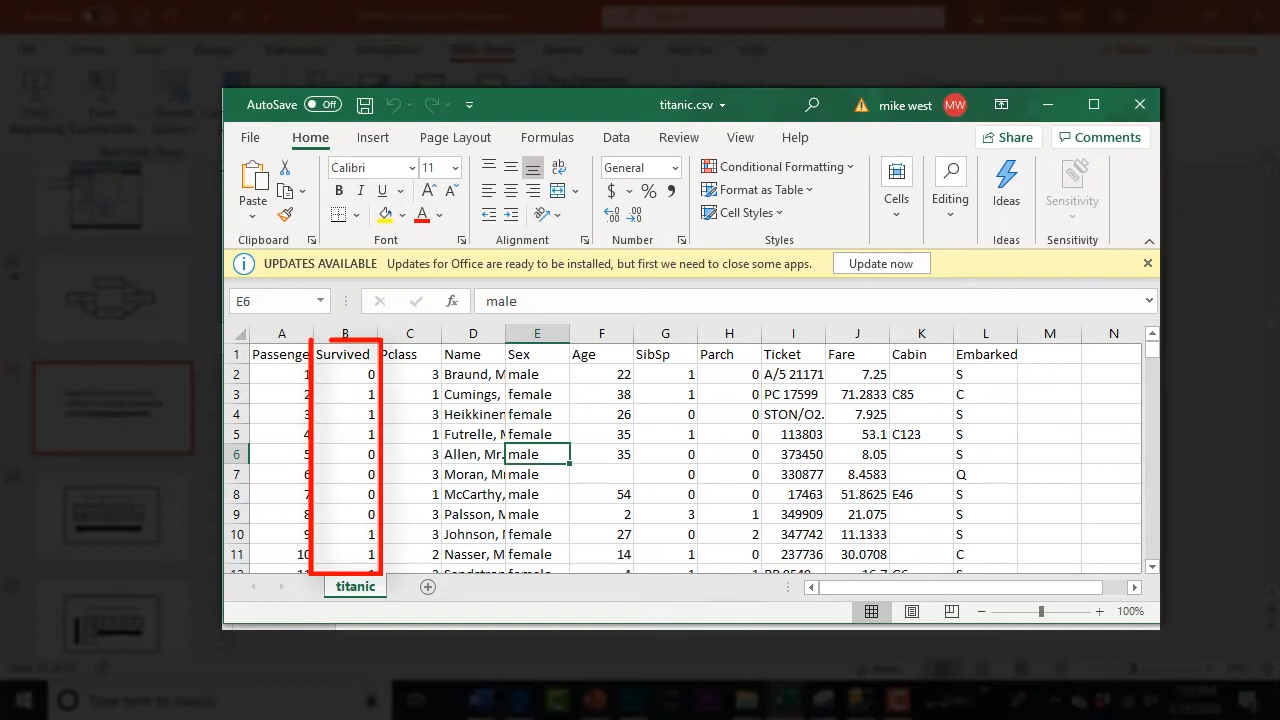 AutoSave Off titanic.csv mike west MW
File Home Insert Page Layout Formulas Data Review View Help Share Comments
Calibri 11 ab General Conditional Formatting
Paste B I U A A $ % Format as Table Cells Editing Ideas Sensitivity
A Cell Styles
Clipboard Font Alignment Number Styles Ideas Sensitivity
UPDATES AVAILABLE Updates for Office are ready to be installed, but first we need to close some apps. Update now
E6 fx male
A B C D E F G H I J K L M N
1 Passenge Survived Pclass Name Sex Age SibSp Parch Ticket Fare Cabin Embarked
2 1 0 3 Braund, M male 22 1 0 A/5 21171 7.25 S
3 2 1 1 Cumings, female 38 1 0 PC 17599 71.2833 C85 C
4 3 1 3 Heikkinen female 26 0 0 STON/O2. 7.925 S
5 4 1 1 Futrelle, M female 35 1 0 113803 53.1 C123 S
6 5 0 3 Allen, Mr. male 35 0 0 373450 8.05 S
7 6 0 3 Moran, Mr male 0 0 330877 8.4583 Q
8 7 0 1 McCarthy, male 54 0 0 17463 51.8625 E46 S
9 8 0 3 Palsson, M male 2 3 1 349909 21.075 S
10 9 1 3 Johnson, M female 27 0 2 347742 11.1333 S
11 10 1 2 Nasser, M female 14 1 0 237736 30.0708 C
titanic
100%